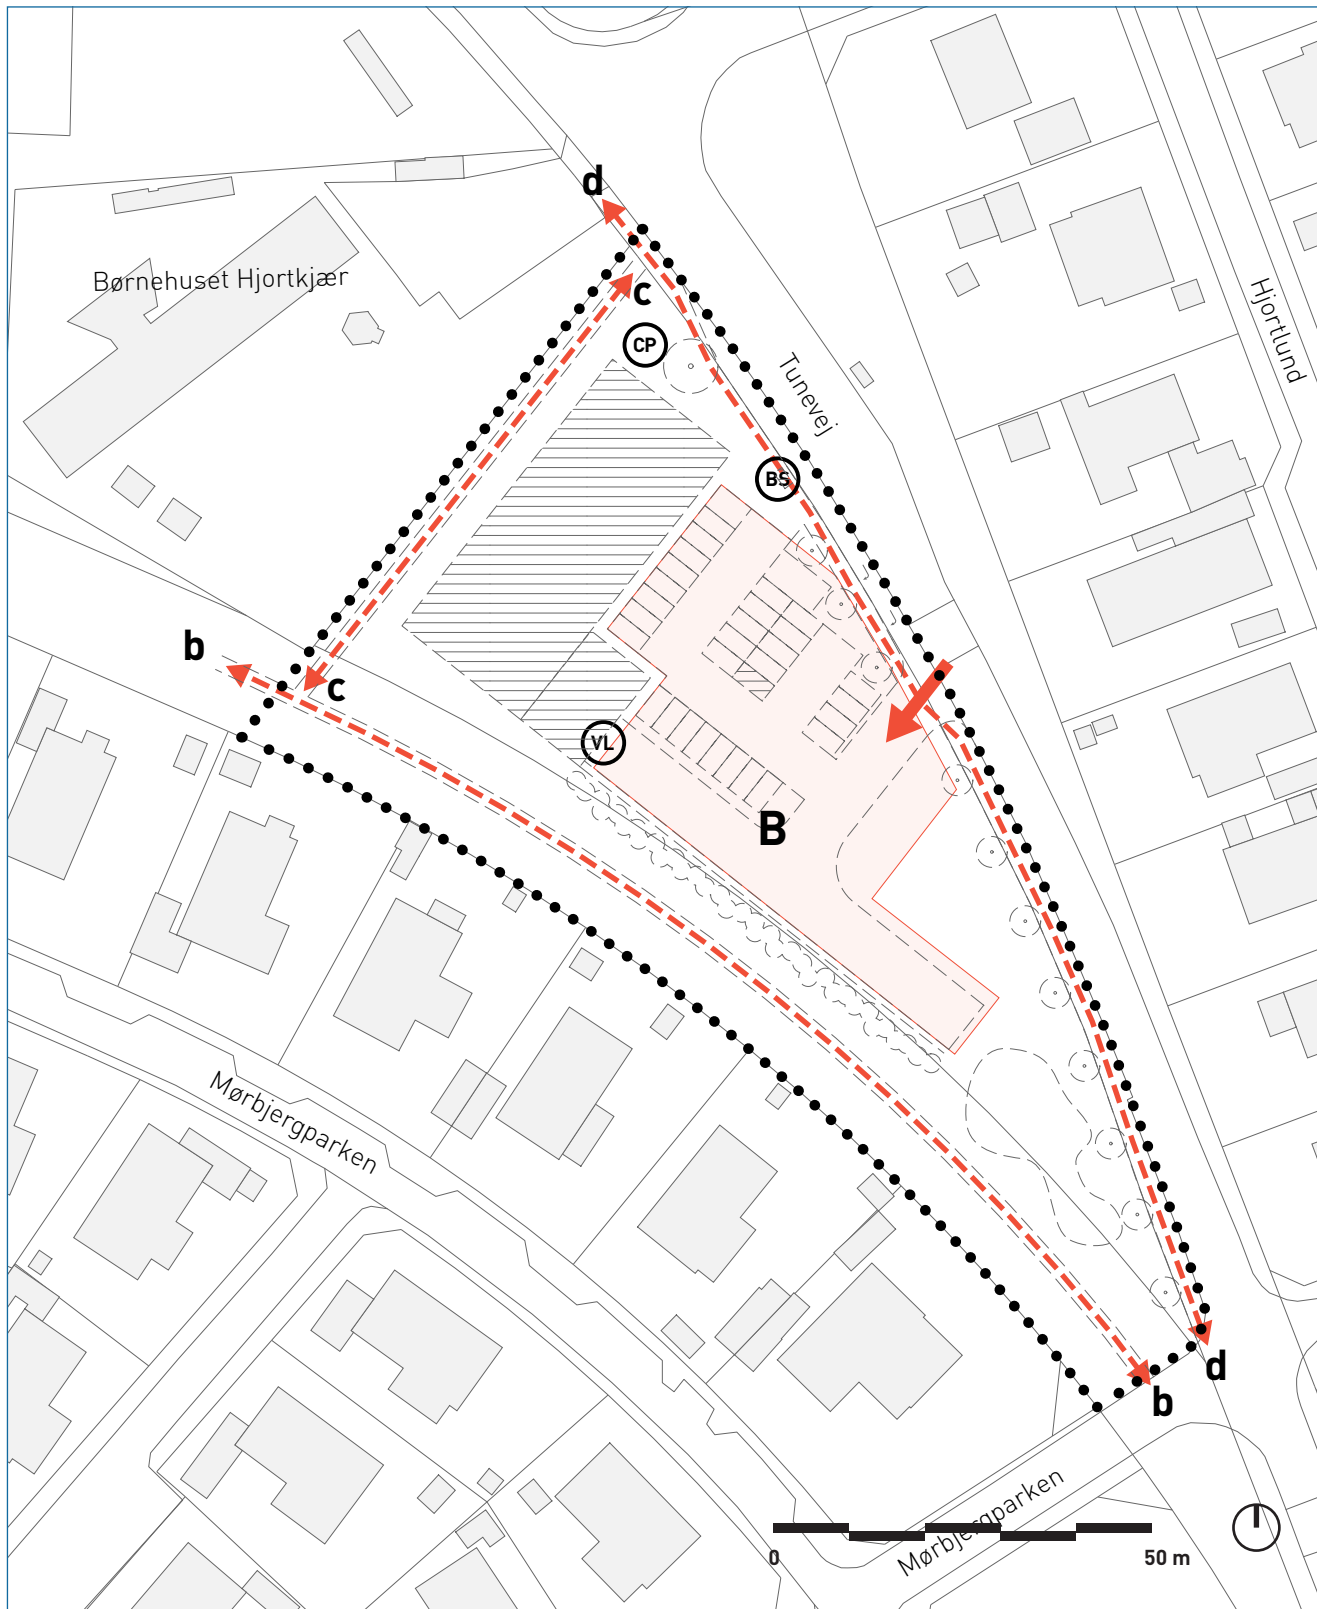 d
Børnehuset Hjortkjær
c
CP
Hjortlund
Tunevej
BS
b
c
VL
B
Mørbjergparken
d
b
Mørbjergparken
0
50 m